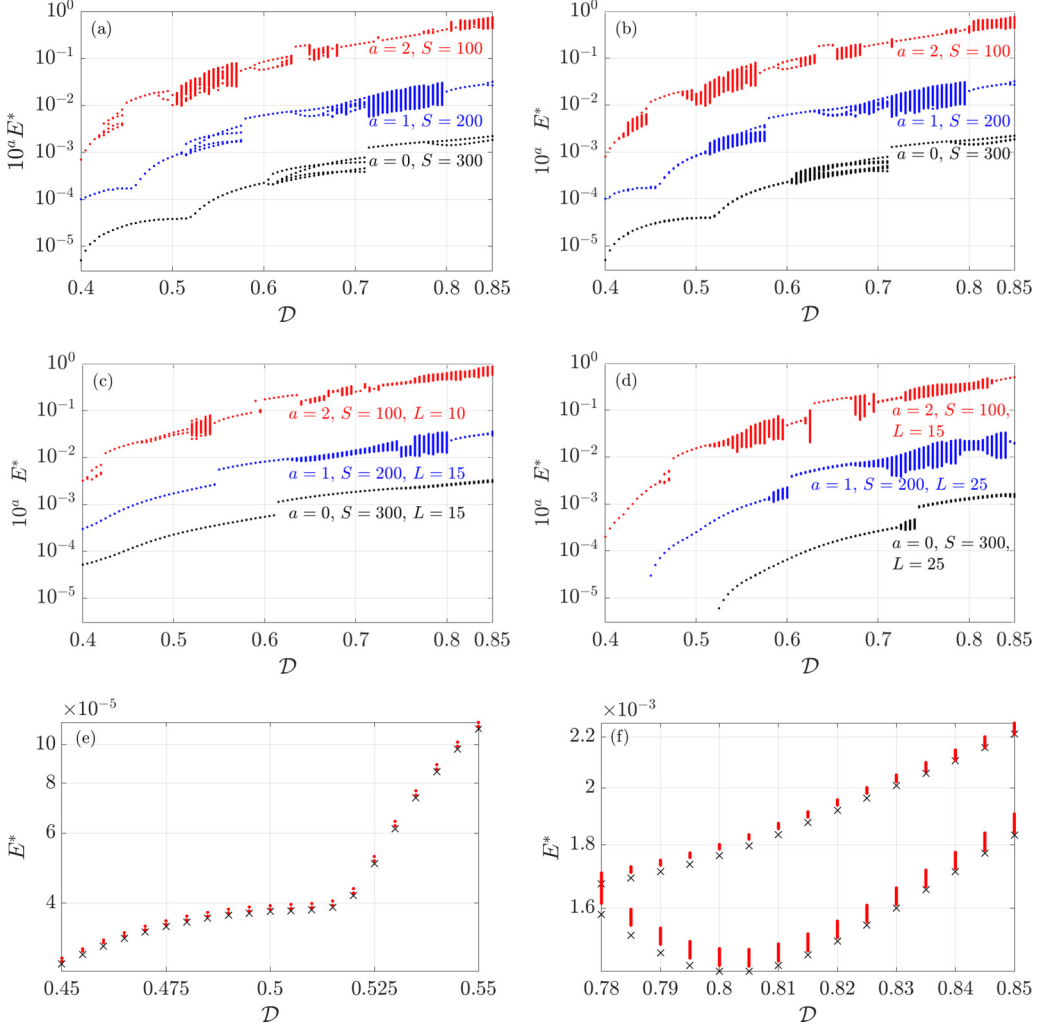 (a)
10^0
10^{-1}
10^{-2}
10^{-3}
10^{-4}
10^{-5}
10^a E*
a = 2, S = 100
a = 1, S = 200
a = 0, S = 300
0.4 0.5 0.6 0.7 0.8 0.85
𝒟
(b)
10^0
10^{-1}
10^{-2}
10^{-3}
10^{-4}
10^{-5}
10^a E*
a = 2, S = 100
a = 1, S = 200
a = 0, S = 300
0.4 0.5 0.6 0.7 0.8 0.85
𝒟
(c)
10^0
10^{-1}
10^{-2}
10^{-3}
10^{-4}
10^{-5}
10^a E*
a = 2, S = 100, L = 10
a = 1, S = 200, L = 15
a = 0, S = 300, L = 15
0.4 0.5 0.6 0.7 0.8 0.85
𝒟
(d)
10^0
10^{-1}
10^{-2}
10^{-3}
10^{-4}
10^{-5}
10^a E*
a = 2, S = 100,
L = 15
a = 1, S = 200, L = 25
a = 0, S = 300,
L = 25
0.4 0.5 0.6 0.7 0.8 0.85
𝒟
×10^{-5}
(e)
10
8
6
4
E*
0.45 0.475 0.5 0.525 0.55
𝒟
×10^{-3}
(f)
2.2
2
1.8
1.6
E*
0.78 0.79 0.8 0.81 0.82 0.83 0.84 0.85
𝒟